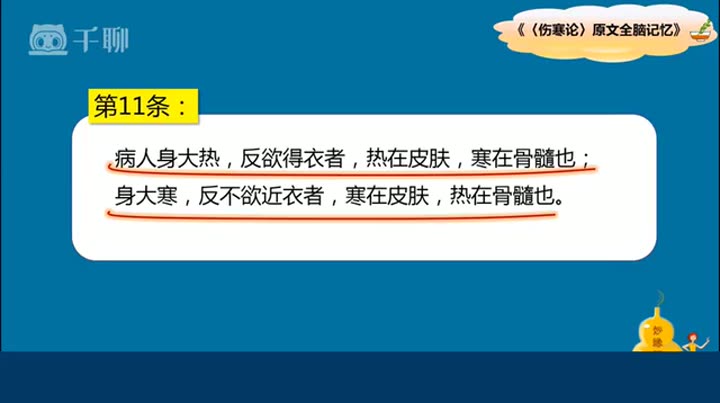 千聊
《〈伤寒论〉原文全脑记忆》
第11条：
病人身大热，反欲得衣者，热在皮肤，寒在骨髓也；
身大寒，反不欲近衣者，寒在皮肤，热在骨髓也。